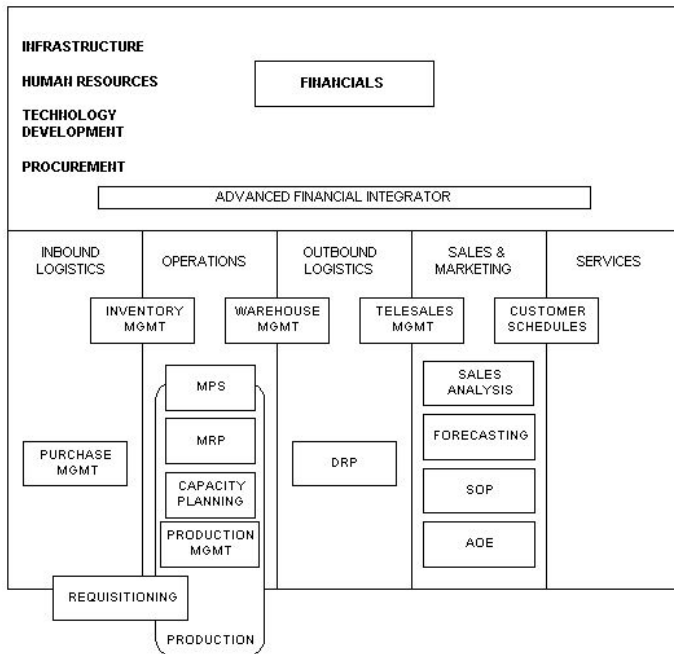 INFRASTRUCTURE
HUMAN RESOURCES
FINANCIALS
TECHNOLOGY
DEVELOPMENT
PROCUREMENT
ADVANCED FINANCIAL INTEGRATOR
INBOUND
LOGISTICS
OPERATIONS
OUTBOUND
LOGISTICS
SALES &
MARKETING
SERVICES
INVENTORY
MGMT
WAREHOUSE
MGMT
TELESALES
MGMT
CUSTOMER
SCHEDULES
PURCHASE
MGMT
MPS
MRP
CAPACITY
PLANNING
PRODUCTION
MGMT
DRP
SALES
ANALYSIS
FORECASTING
SOP
AOE
REQUISITIONING
PRODUCTION